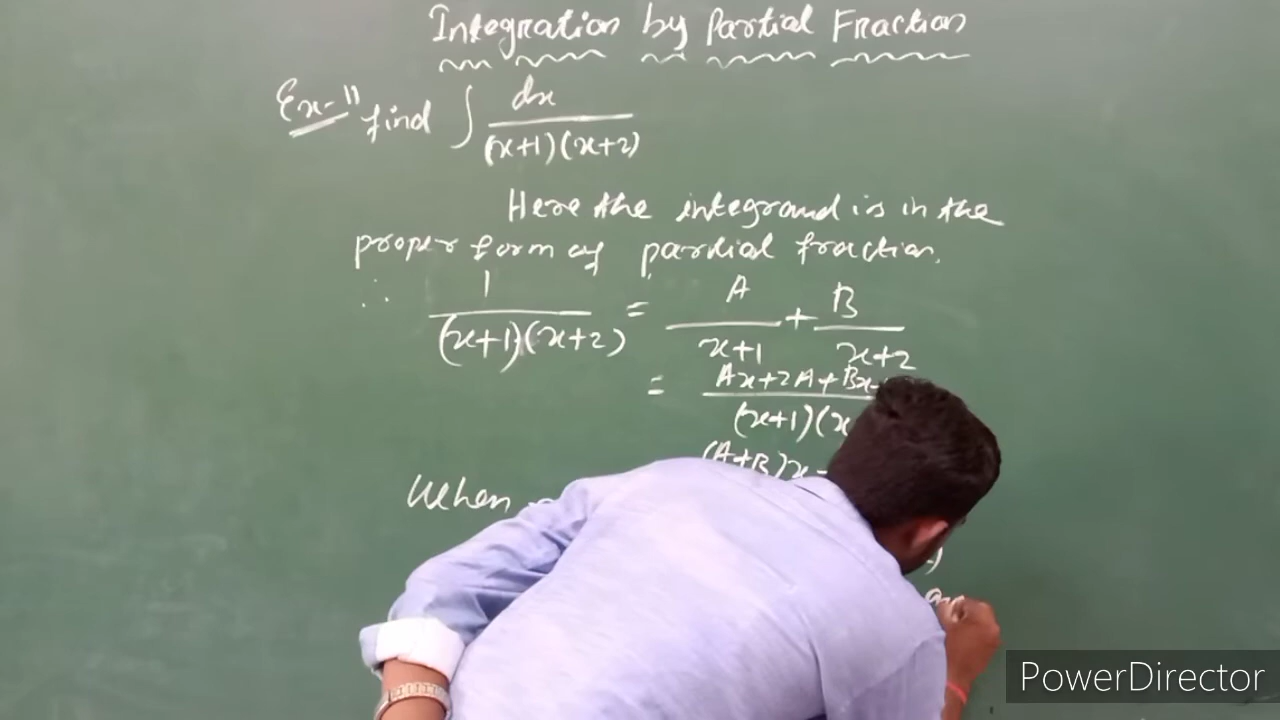 Integration by Partial Fraction
Ex-11 find ∫ dx / (x+1)(x+2)
Here the integrand is in the
proper form of partial fraction.
∴ 1 / (x+1)(x+2) = A / x+1 + B / x+2
= Ax+2A+Bx / (x+1)(x
(A+B)x
When
PowerDirector